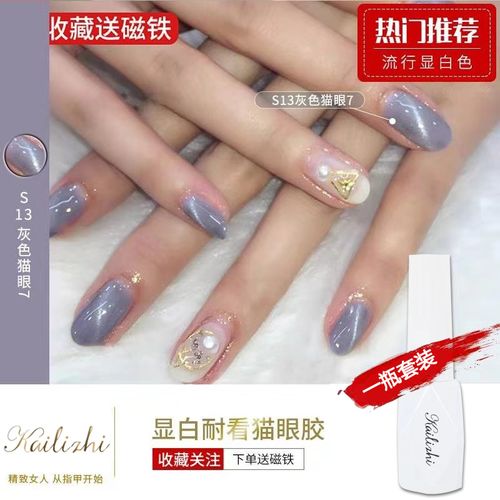 收藏送磁铁
热门推荐
流行显白色
S13灰色猫眼7
S13灰色猫眼7
一瓶套装
Kailizhi
Kailizhi
精致女人 从指甲开始
显白耐看猫眼胶
收藏关注 下单送磁铁